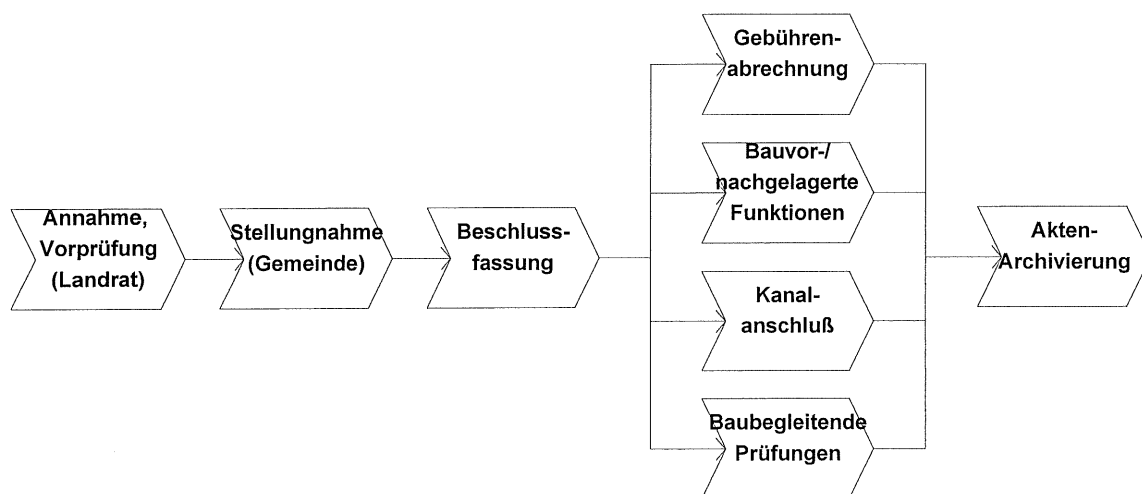 Annahme,
Vorprüfung
(Landrat)
Stellungnahme
(Gemeinde)
Beschluss-
fassung
Gebühren-
abrechnung
Bauvor-/
nachgelagerte
Funktionen
Kanal-
anschluß
Baubegleitende
Prüfungen
Akten-
Archivierung